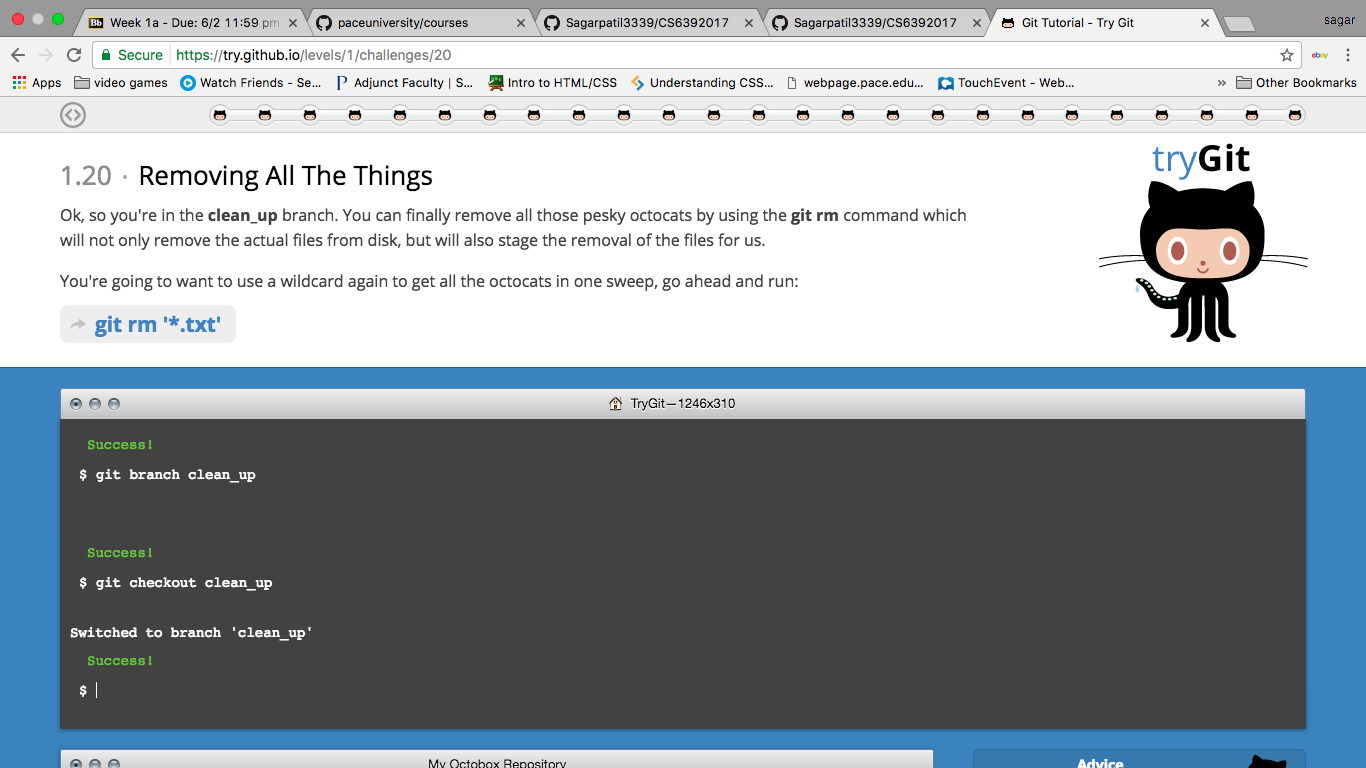 Week 1a - Due: 6/2 11:59 pm
paceuniversity/courses
Sagarpatil3339/CS6392017
Sagarpatil3339/CS6392017
Git Tutorial - Try Git
sagar
Secure https://try.github.io/levels/1/challenges/20
Apps
video games
Watch Friends - Se...
Adjunct Faculty | S...
Intro to HTML/CSS
Understanding CSS...
webpage.pace.edu...
TouchEvent - Web...
»
Other Bookmarks
1.20 · Removing All The Things
tryGit
Ok, so you're in the clean_up branch. You can finally remove all those pesky octocats by using the git rm command which
will not only remove the actual files from disk, but will also stage the removal of the files for us.
You're going to want to use a wildcard again to get all the octocats in one sweep, go ahead and run:
git rm '*.txt'
TryGit—1246x310
Success!
$ git branch clean_up
Success!
$ git checkout clean_up
Switched to branch 'clean_up'
Success!
$
My Octobox Repository
Advice